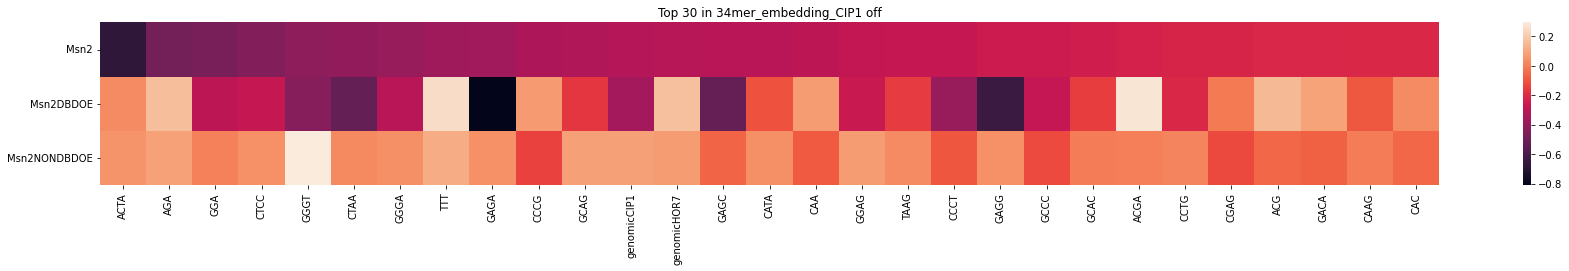 Top 30 in 34mer_embedding_CIP1 off
Msn2
Msn2DBDOE
Msn2NONDBDOE
ACTA
AGA
GGA
CTCC
GGGT
CTAA
GGGA
TTT
GAGA
CCCG
GCAG
genomicCIP1
genomicHOR7
GAGC
CATA
CAA
GGAG
TAAG
CCCT
GAGG
GCCC
GCAC
ACGA
CCTG
CGAG
ACG
GACA
CAAG
CAC
0.2
0.0
−0.2
−0.4
−0.6
−0.8